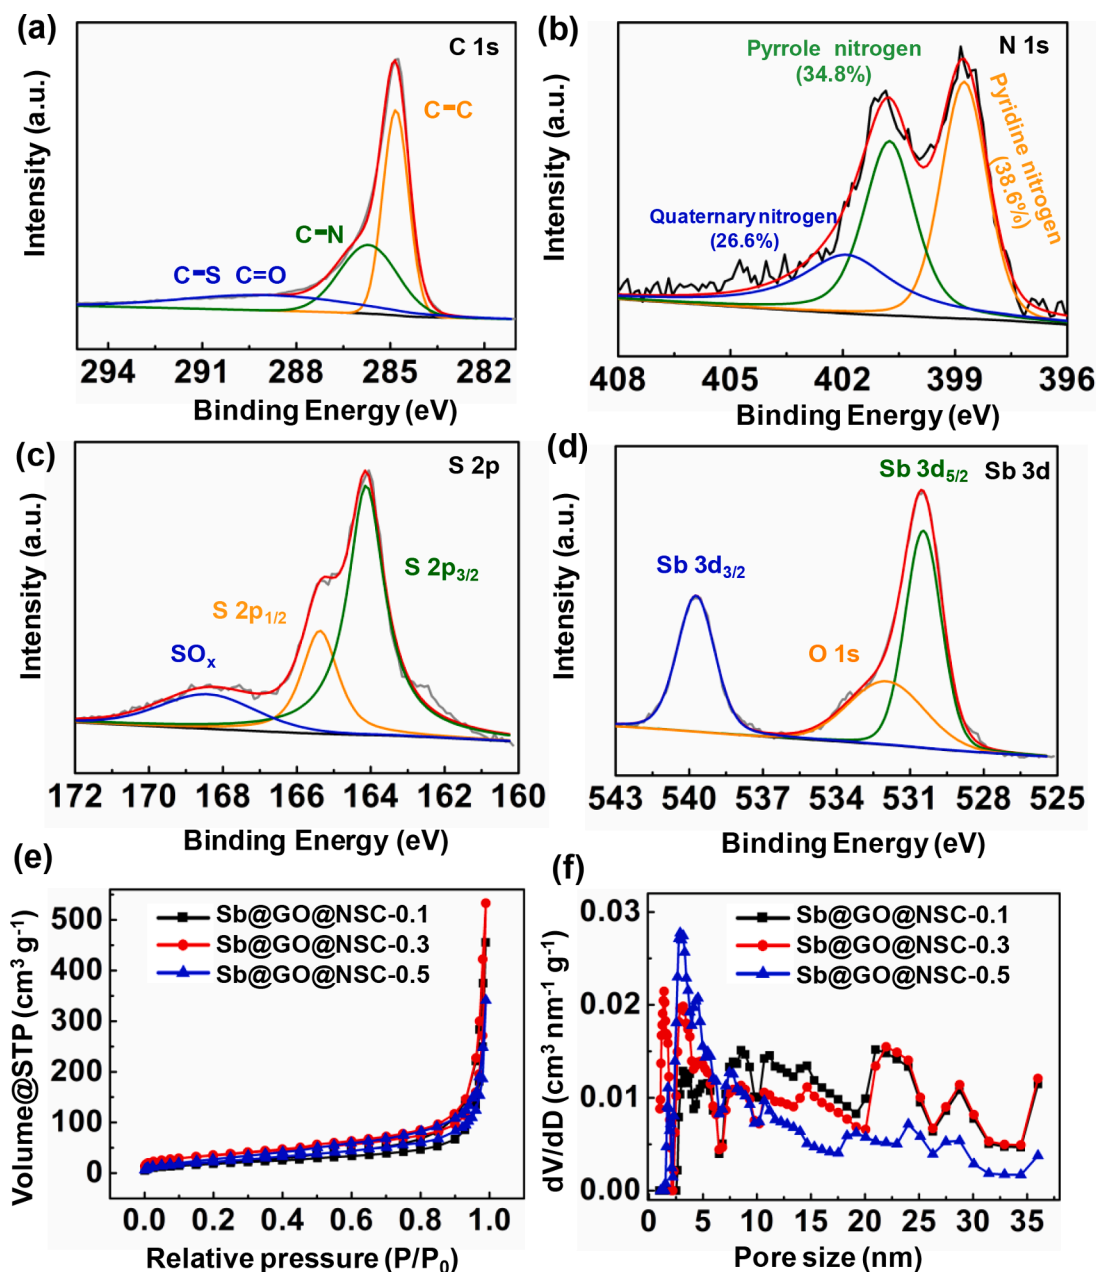 (a)
C 1s
C-C
C-N
C-S C=O
Intensity (a.u.)
294 291 288 285 282
Binding Energy (eV)
(b)
N 1s
Pyrrole nitrogen
(34.8%)
Pyridine nitrogen
(38.6%)
Quaternary nitrogen
(26.6%)
Intensity (a.u.)
408 405 402 399 396
Binding Energy (eV)
(c)
S 2p
S 2p3/2
S 2p1/2
SOx
Intensity (a.u.)
172 170 168 166 164 162 160
Binding Energy (eV)
(d)
Sb 3d5/2 Sb 3d
Sb 3d3/2
O 1s
Intensity (a.u.)
543 540 537 534 531 528 525
Binding Energy (eV)
(e)
Sb@GO@NSC-0.1
Sb@GO@NSC-0.3
Sb@GO@NSC-0.5
Volume@STP (cm³ g⁻¹)
500
400
300
200
100
0
0.0 0.2 0.4 0.6 0.8 1.0
Relative pressure (P/P₀)
(f)
Sb@GO@NSC-0.1
Sb@GO@NSC-0.3
Sb@GO@NSC-0.5
dV/dD (cm³ nm⁻¹ g⁻¹)
0.03
0.02
0.01
0.00
0 5 10 15 20 25 30 35
Pore size (nm)